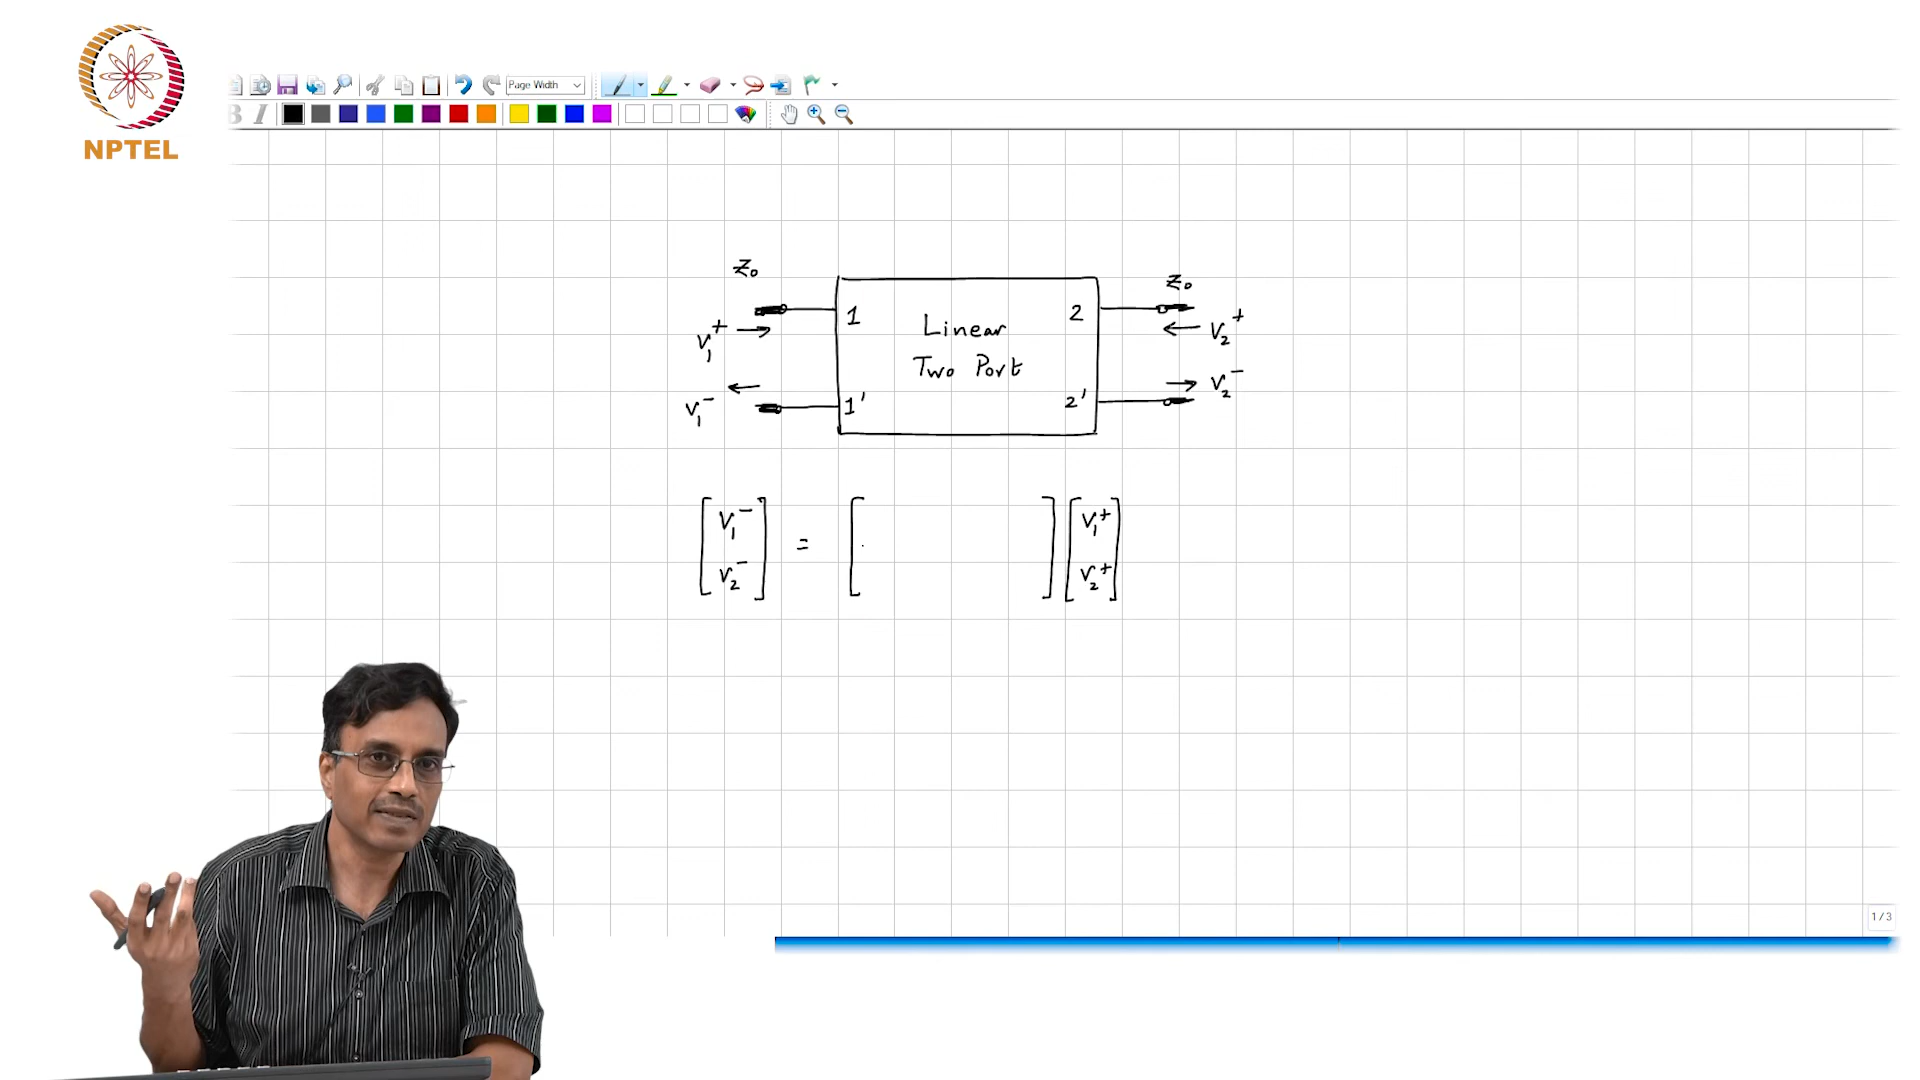 NPTEL
Page Width
B I
Z₀ Z₀
1 2
V₁⁺ → Linear ← V₂⁺
Two Port
V₁⁻ ← → V₂⁻
1' 2'
[V₁⁻ V₂⁻] = [ ] [V₁⁺ V₂⁺]
1 / 3